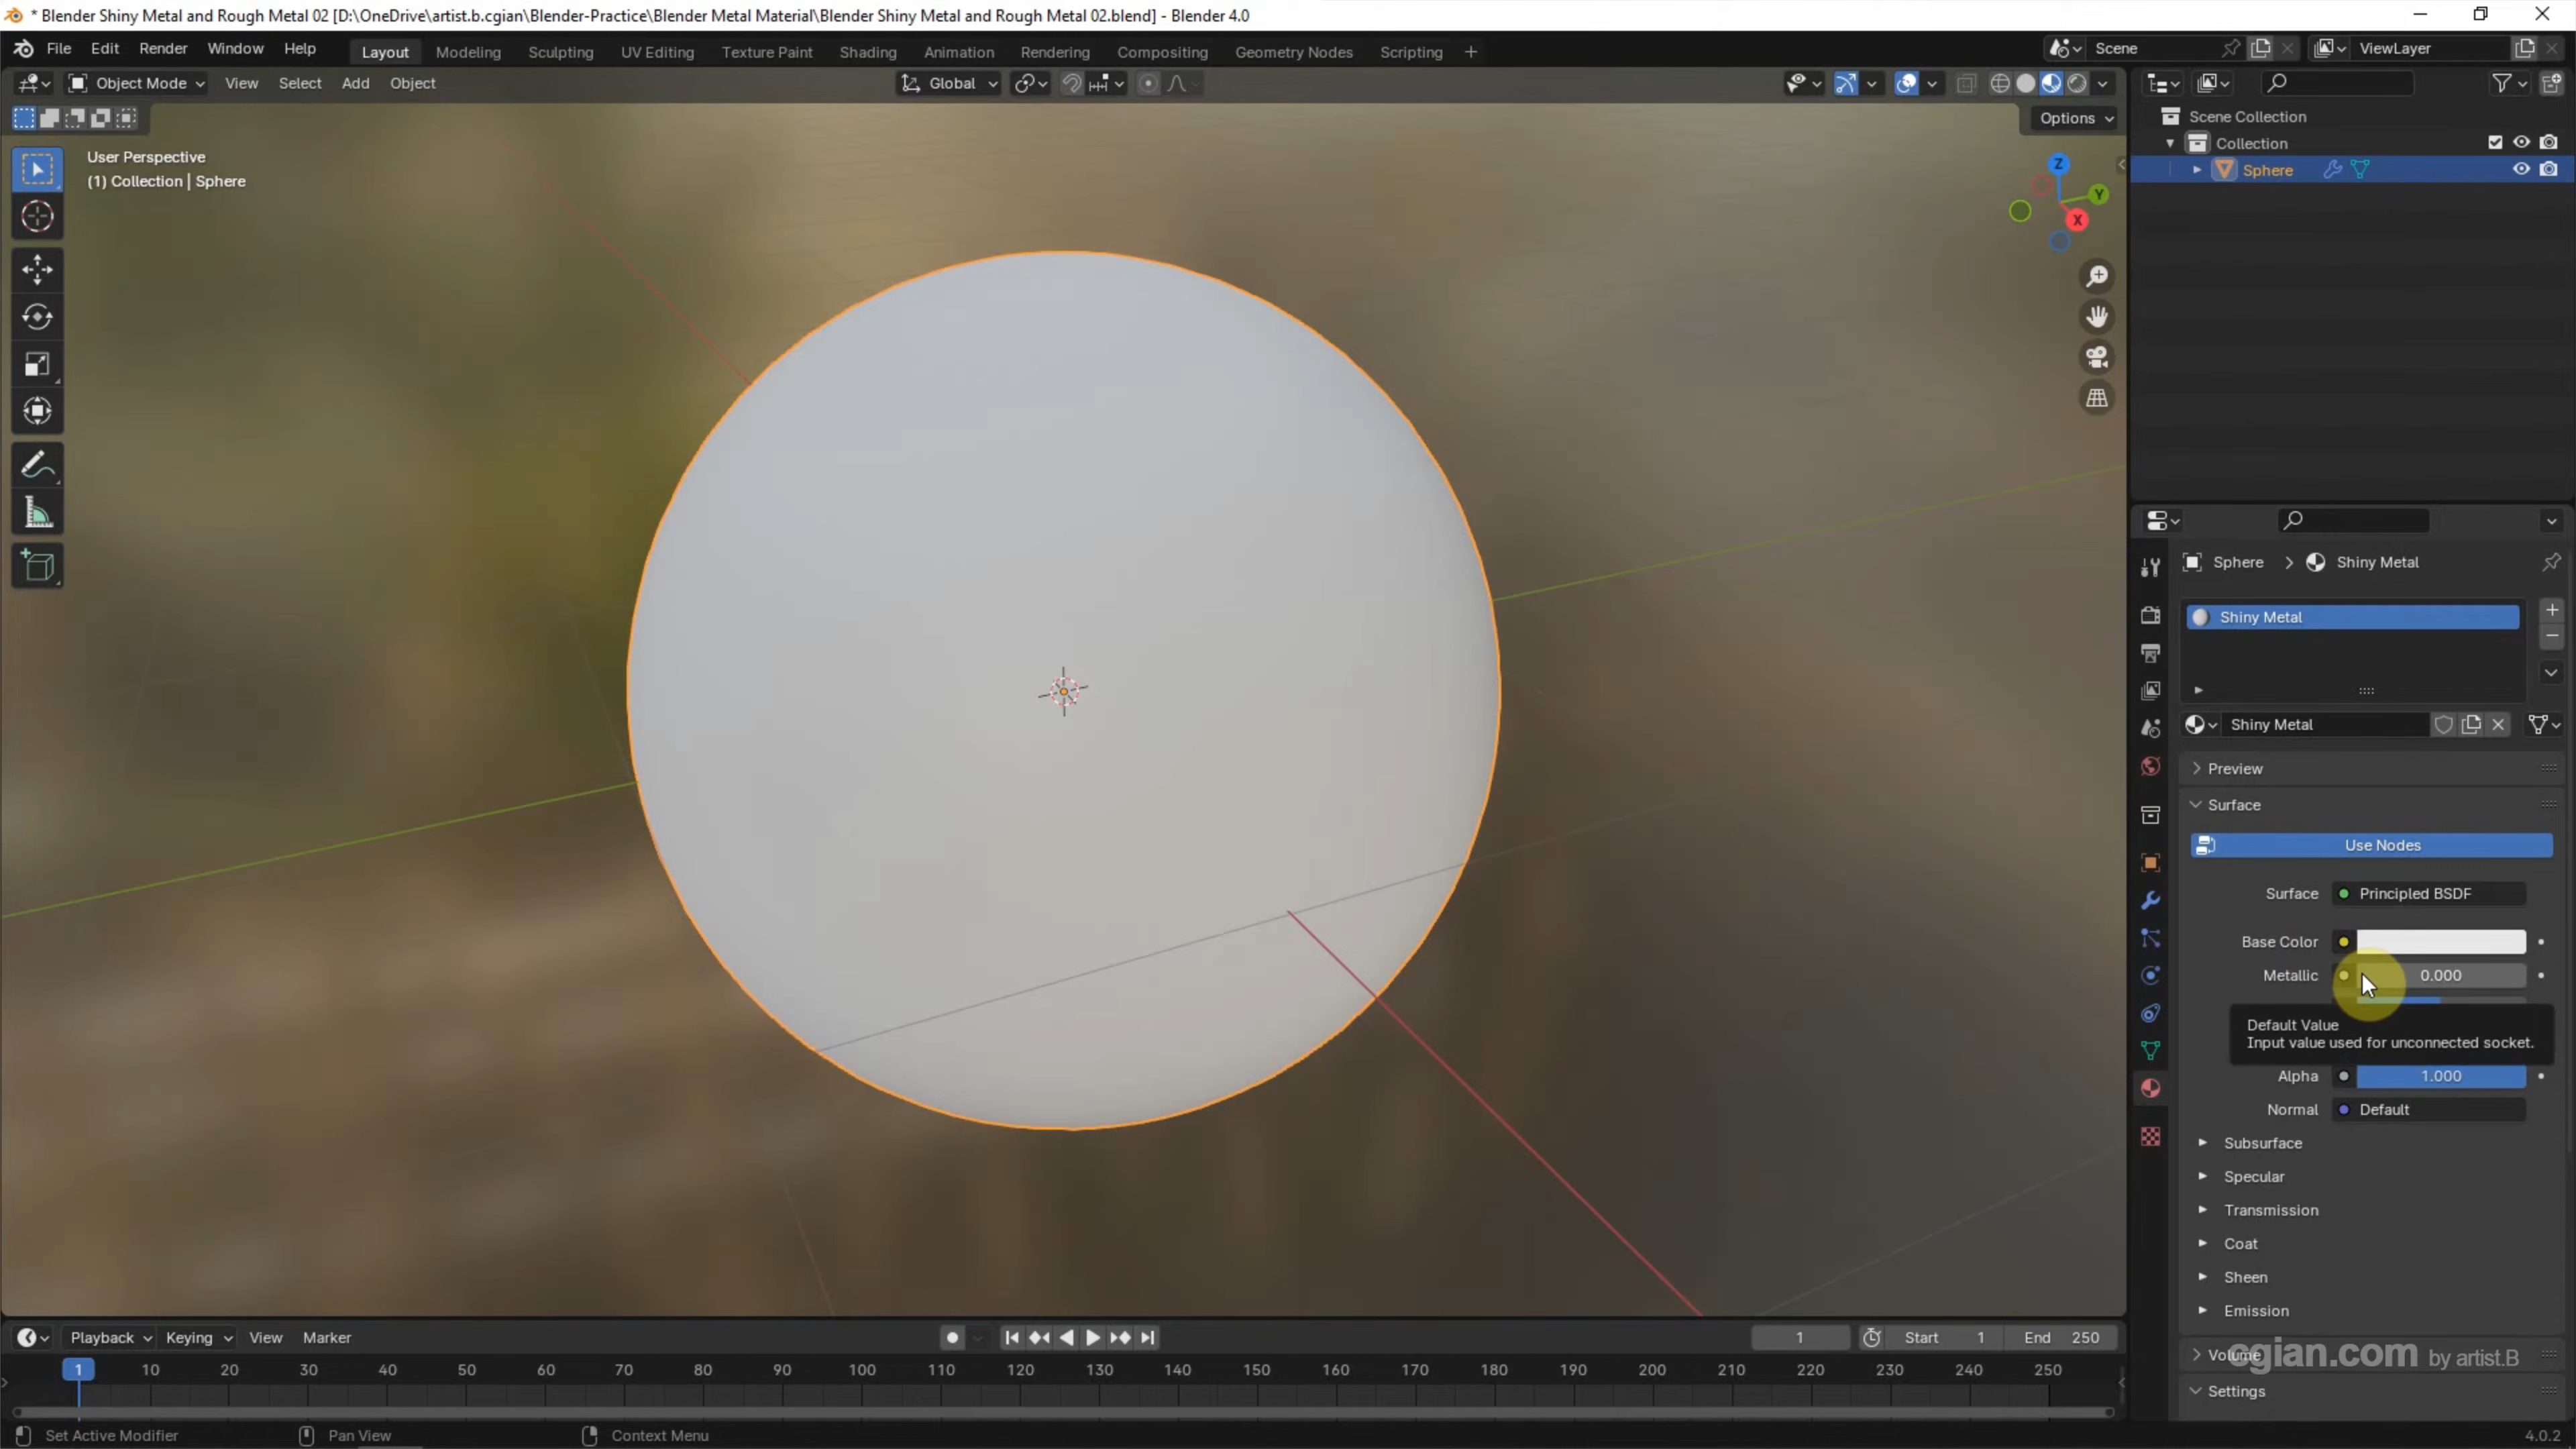 * Blender Shiny Metal and Rough Metal 02 [D:\OneDrive\artist.b.cgian\Blender-Practice\Blender Metal Material\Blender Shiny Metal and Rough Metal 02.blend] - Blender 4.0
File Edit Render Window Help Layout Modeling Sculpting UV Editing Texture Paint Shading Animation Rendering Compositing Geometry Nodes Scripting + Scene ViewLayer
Object Mode View Select Add Object Global
Options
User Perspective
(1) Collection | Sphere
Z
Y
X
Scene Collection
Collection
Sphere
Sphere > Shiny Metal
Shiny Metal
Shiny Metal
Preview
Surface
Use Nodes
Surface Principled BSDF
Base Color
Metallic 0.000
Default Value
Input value used for unconnected socket.
Alpha 1.000
Normal Default
Subsurface
Specular
Transmission
Coat
Sheen
Emission
Volume
cgian.com by artist.B
Settings
Playback Keying View Marker 1 Start 1 End 250
1 10 20 30 40 50 60 70 80 90 100 110 120 130 140 150 160 170 180 190 200 210 220 230 240 250
Set Active Modifier Pan View Context Menu 4.0.2